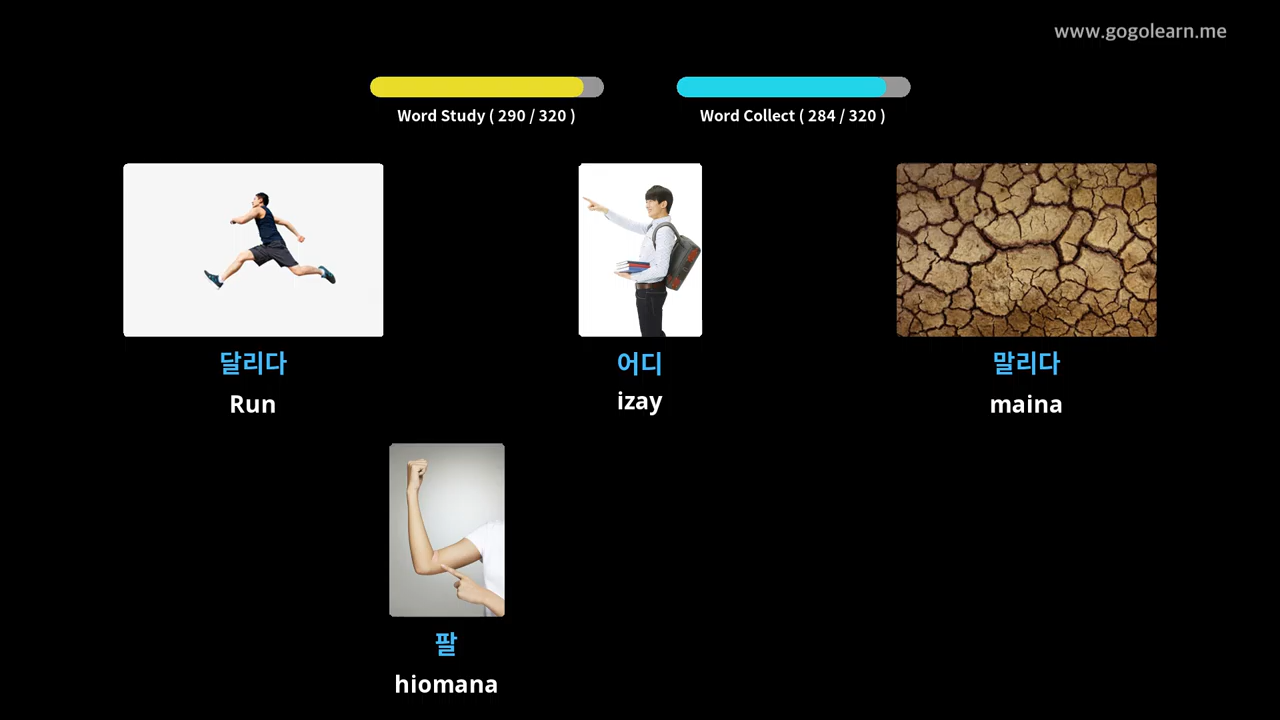 www.gogolearn.me
Word Study ( 290 / 320 )
Word Collect ( 284 / 320 )
달리다
Run
어디
izay
말리다
maina
팔
hiomana